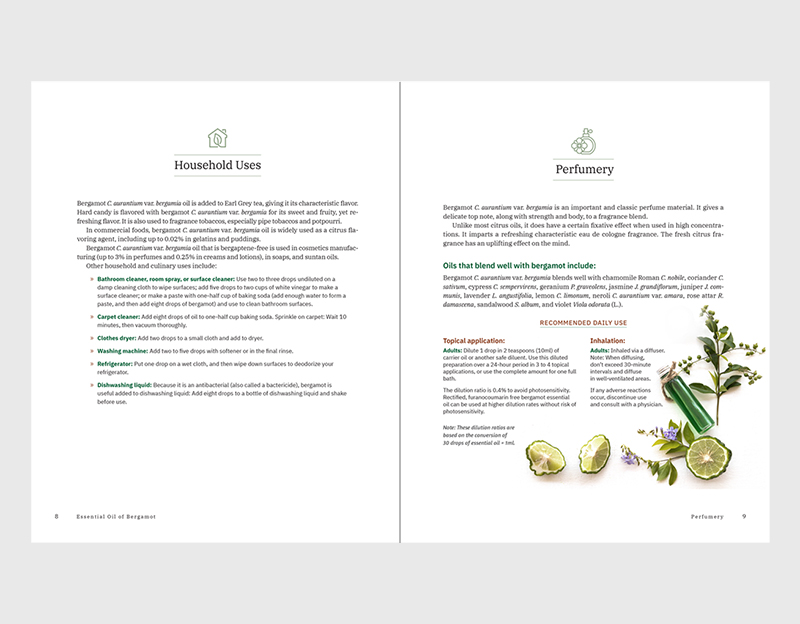 Household Uses
Bergamot C. aurantium var. bergamia oil is added to Earl Grey tea, giving it its characteristic flavor.
Hard candy is flavored with bergamot C. aurantium var. bergamia for its sweet and fruity, yet re-
freshing flavor. It is also used to fragrance tobaccos, especially pipe tobaccos and potpourri.
In commercial foods, bergamot C. aurantium var. bergamia oil is widely used as a citrus fla-
voring agent, including up to 0.02% in gelatins and puddings.
Bergamot C. aurantium var. bergamia oil that is bergaptene-free is used in cosmetics manufac-
turing (up to 3% in perfumes and 0.25% in creams and lotions), in soaps, and suntan oils.
Other household and culinary uses include:
» Bathroom cleaner, room spray, or surface cleaner: Use two to three drops undiluted on a
damp cleaning cloth to wipe surfaces; add five drops to two cups of white vinegar to make a
surface cleaner; or make a paste with one-half cup of baking soda (add enough water to form a
paste, and then add eight drops of bergamot) and use to clean bathroom surfaces.
» Carpet cleaner: Add eight drops of oil to one-half cup baking soda. Sprinkle on carpet: Wait 10
minutes, then vacuum thoroughly.
» Clothes dryer: Add two drops to a small cloth and add to dryer.
» Washing machine: Add two to five drops with softener or in the final rinse.
» Refrigerator: Put one drop on a wet cloth, and then wipe down surfaces to deodorize your
refrigerator.
» Dishwashing liquid: Because it is an antibacterial (also called a bactericide), bergamot is
useful added to dishwashing liquid: Add eight drops to a bottle of dishwashing liquid and shake
before use.
8 Essential Oil of Bergamot
Perfumery
Bergamot C. aurantium var. bergamia is an important and classic perfume material. It gives a
delicate top note, along with strength and body, to a fragrance blend.
Unlike most citrus oils, it does have a certain fixative effect when used in high concentra-
tions. It imparts a refreshing characteristic eau de cologne fragrance. The fresh citrus fra-
grance has an uplifting effect on the mind.
Oils that blend well with bergamot include:
Bergamot C. aurantium var. bergamia blends well with chamomile Roman C. nobile, coriander C.
sativum, cypress C. sempervirens, geranium P. graveolens, jasmine J. grandiflorum, juniper J. com-
munis, lavender L. angustifolia, lemon C. limonum, neroli C. aurantium var. amara, rose attar R.
damascena, sandalwood S. album, and violet Viola odorata (L.).
RECOMMENDED DAILY USE
Topical application:
Adults: Dilute 1 drop in 2 teaspoons (10ml) of
carrier oil or another safe diluent. Use this diluted
preparation over a 24-hour period in 3 to 4 topical
applications, or use the complete amount for one full
bath.
The dilution ratio is 0.4% to avoid photosensitivity.
Rectified, furanocoumarin free bergamot essential
oil can be used at higher dilution rates without risk of
photosensitivity.
Note: These dilution ratios are
based on the conversion of
30 drops of essential oil = 1ml.
Inhalation:
Adults: Inhaled via a diffuser.
Note: When diffusing,
don't exceed 30-minute
intervals and diffuse
in well-ventilated areas.
If any adverse reactions
occur, discontinue use
and consult with a physician.
Perfumery 9